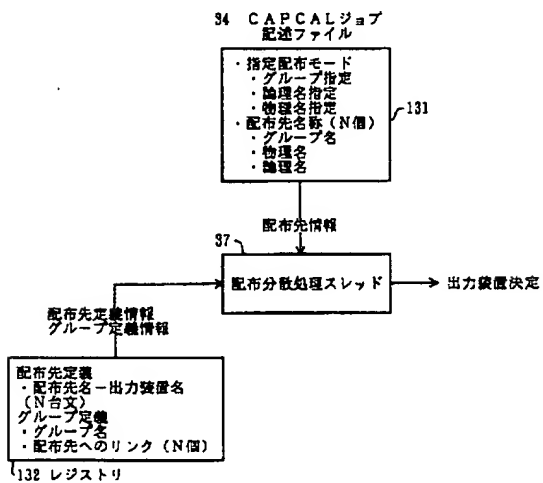 34 CAPCALジョブ
記述ファイル
・指定配布モード
・グループ指定
・論理名指定
・物理名指定
・配布先名称(N個)
・グループ名
・物理名
・論理名
131
配布先情報
37
配布分散処理スレッド
出力装置決定
配布先定義情報
グループ定義情報
配布先定義
・配布先名-出力装置名
(N台文)
グループ定義
・グループ名
・配布先へのリンク(N個)
132 レジストリ